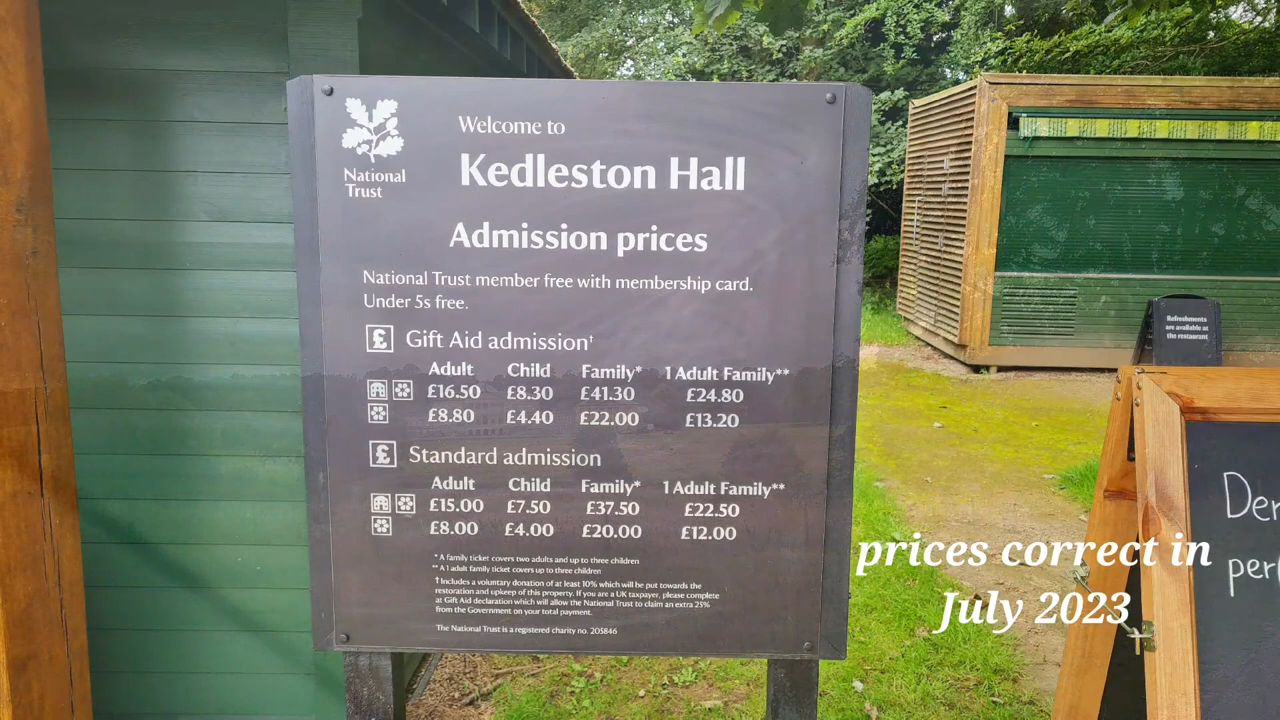 National
Trust
Welcome to
Kedleston Hall
Admission prices
National Trust member free with membership card.
Under 5s free.
£ Gift Aid admission†
Adult Child Family* 1 Adult Family**
£16.50 £8.30 £41.30 £24.80
£8.80 £4.40 £22.00 £13.20
£ Standard admission
Adult Child Family* 1 Adult Family**
£15.00 £7.50 £37.50 £22.50
£8.00 £4.00 £20.00 £12.00
* A family ticket covers two adults and up to three children
** A 1 adult family ticket covers up to three children
† Includes a voluntary donation of at least 10% which will be put towards the
restoration and upkeep of this property. If you are a UK taxpayer, please complete
at Gift Aid declaration which will allow the National Trust to claim an extra 25%
from the Government on your total payment.
The National Trust is a registered charity no. 205846
Refreshments
are available at
the restaurant
prices correct in
July 2023